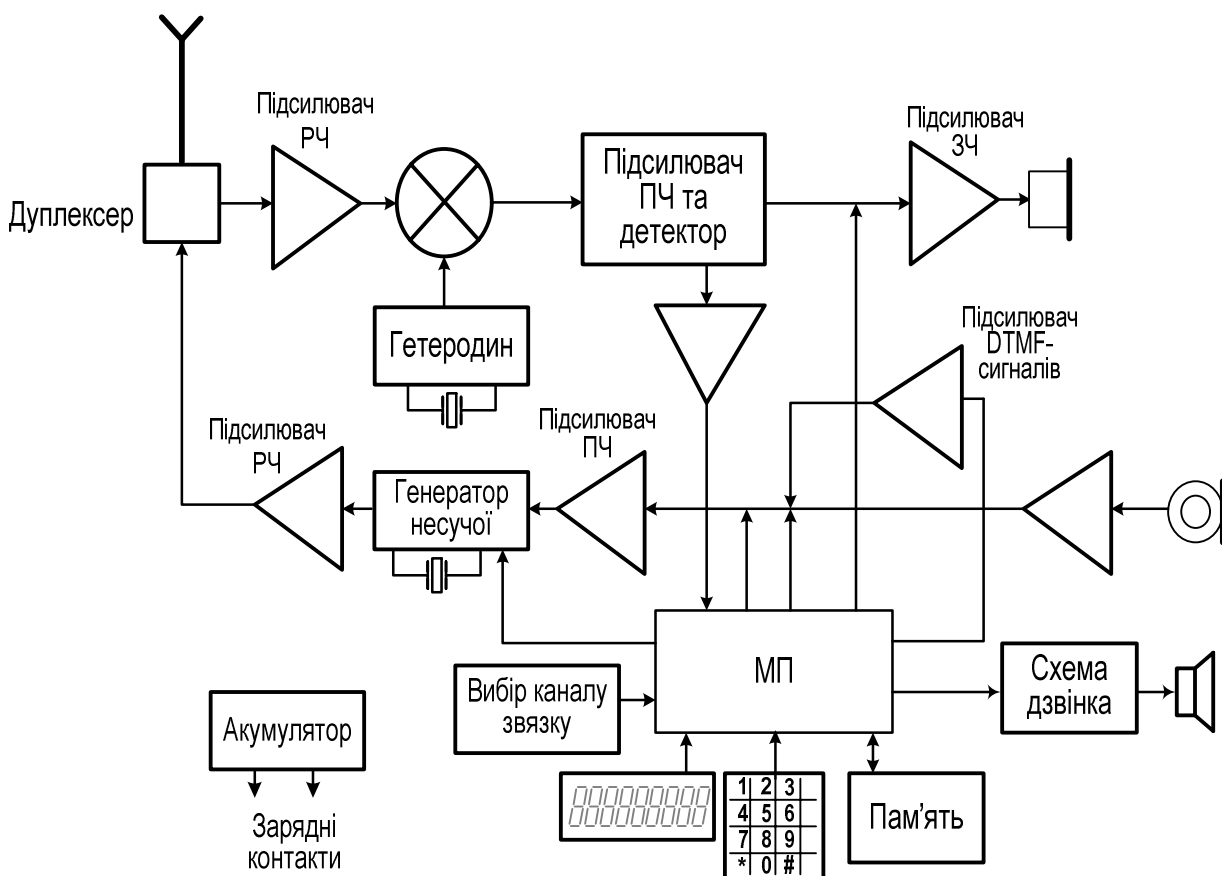 Підсилювач
РЧ
Підсилювач
ЗЧ
Дуплексер
Підсилювач
ПЧ та
детектор
Гетеродин
Підсилювач
DTMF-
сигналів
Підсилювач
РЧ
Підсилювач
ПЧ
Генератор
несучої
МП
Вибір каналу
звязку
Схема
дзвінка
Акумулятор
Зарядні
контакти
1 2 3
4 5 6
7 8 9
* 0 #
Пам'ять